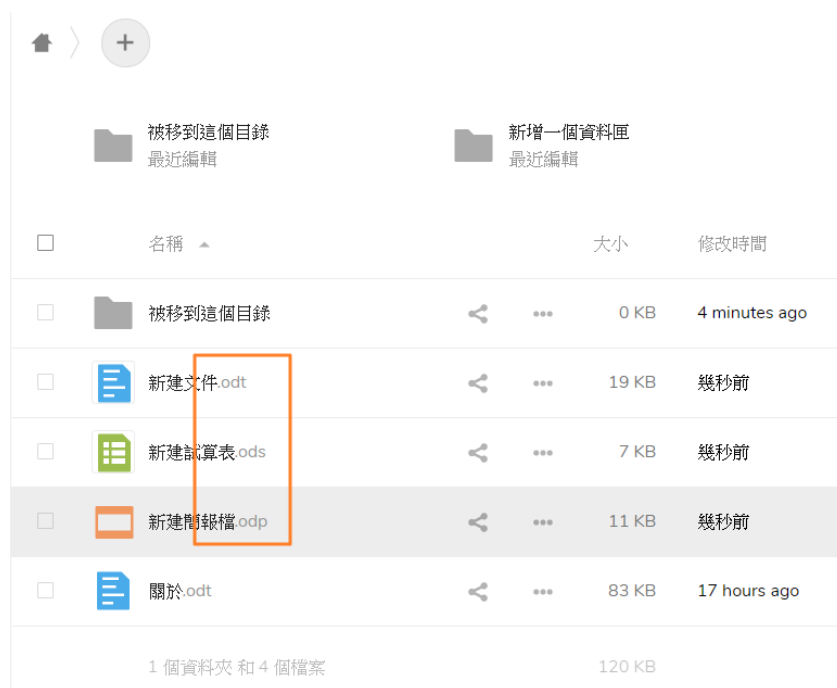 被移到這個目錄
最近編輯
新增一個資料匣
最近編輯
名稱 大小 修改時間
被移到這個目錄 0 KB 4 minutes ago
新建文件.odt 19 KB 幾秒前
新建試算表.ods 7 KB 幾秒前
新建簡報檔.odp 11 KB 幾秒前
關於.odt 83 KB 17 hours ago
1 個資料夾 和 4 個檔案 120 KB